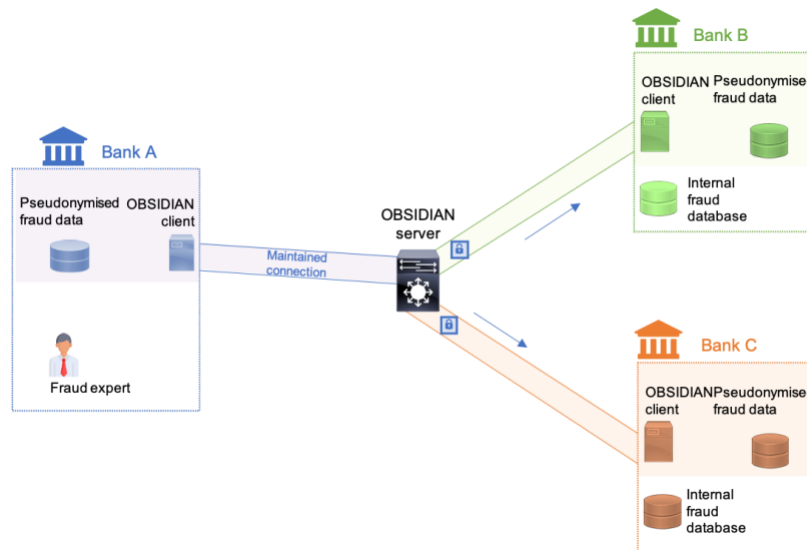 Bank A
Pseudonymised
fraud data
OBSIDIAN
client
Fraud expert
Maintained
connection
OBSIDIAN
server
Bank B
OBSIDIAN
client
Pseudonymise
fraud data
Internal
fraud
database
Bank C
OBSIDIAN
client
Pseudonymise
fraud data
Internal
fraud
database